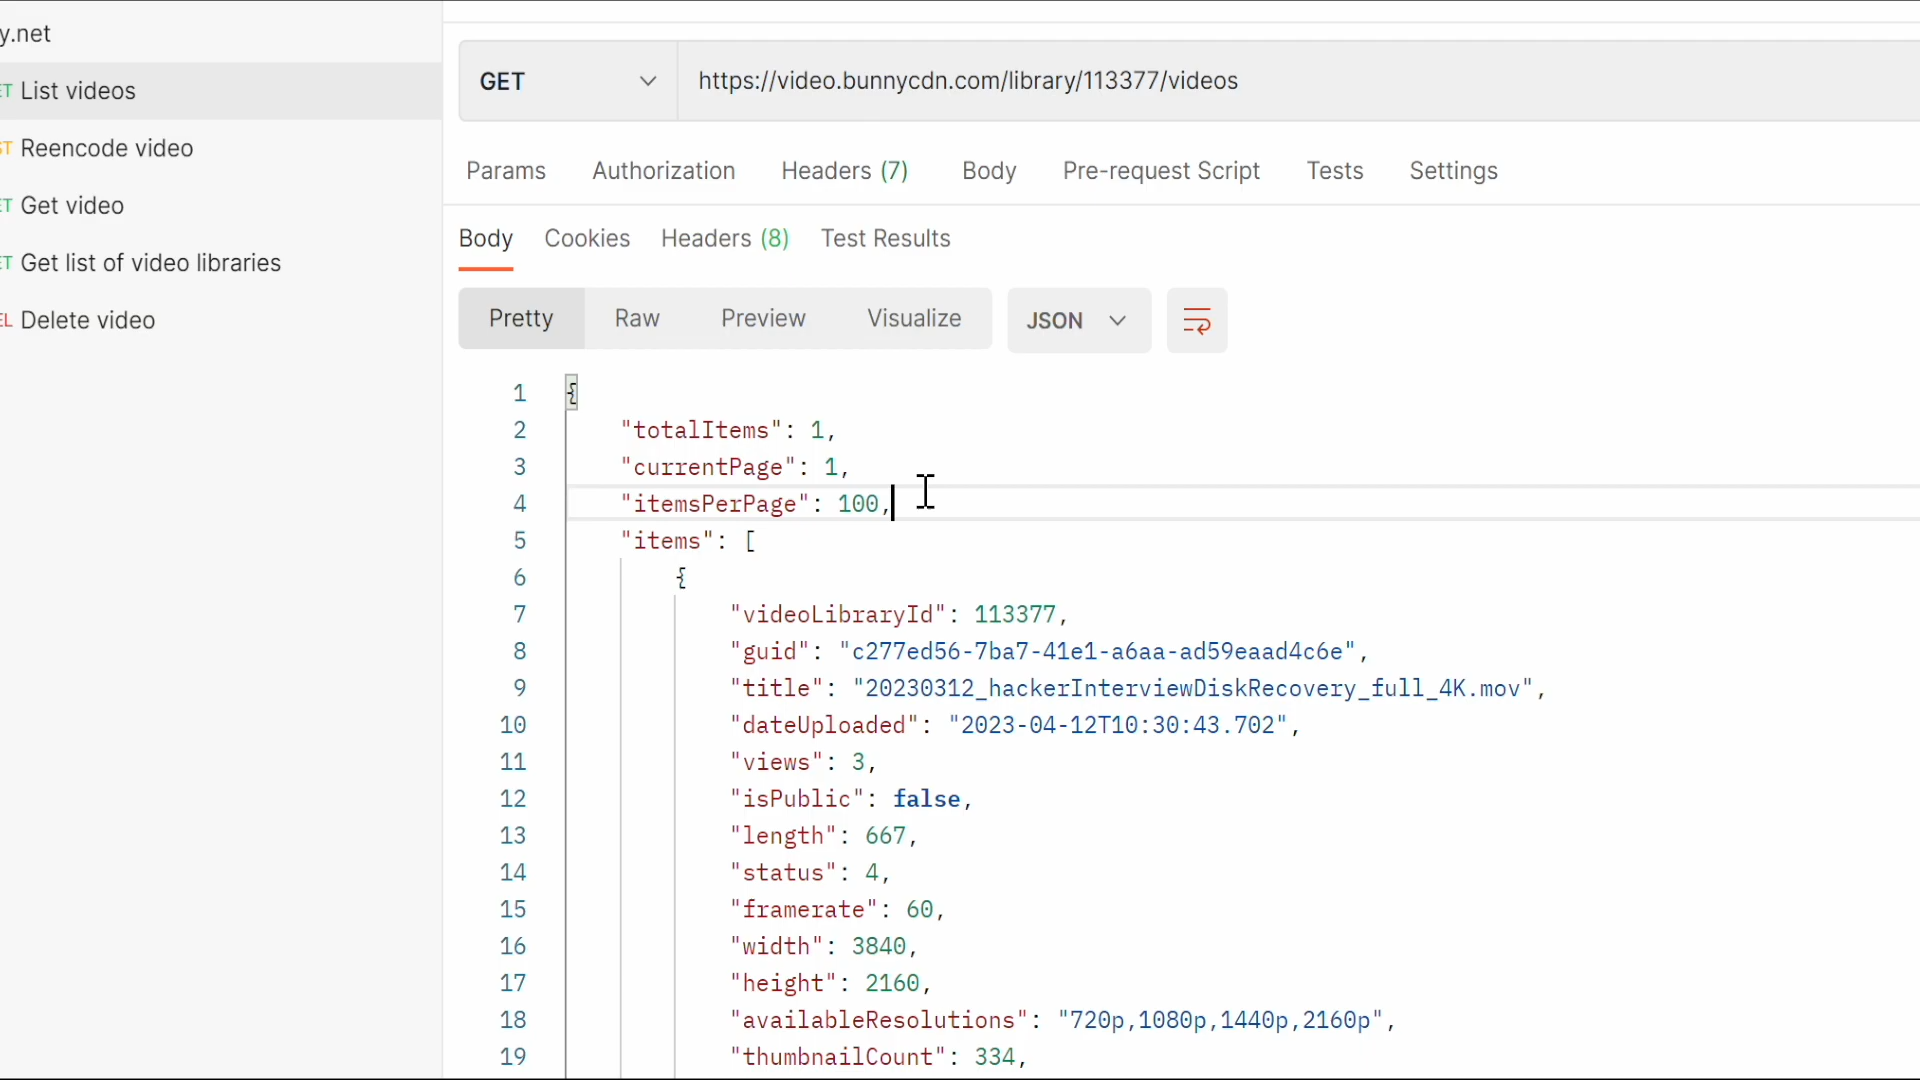 y.net
ET List videos
ST Reencode video
ET Get video
ET Get list of video libraries
EL Delete video
GET https://video.bunnycdn.com/library/113377/videos
Params Authorization Headers (7) Body Pre-request Script Tests Settings
Body Cookies Headers (8) Test Results
Pretty Raw Preview Visualize JSON
1 {
2 "totalItems": 1,
3 "currentPage": 1,
4 "itemsPerPage": 100,
5 "items": [
6 {
7 "videoLibraryId": 113377,
8 "guid": "c277ed56-7ba7-41e1-a6aa-ad59eaad4c6e",
9 "title": "20230312_hackerInterviewDiskRecovery_full_4K.mov",
10 "dateUploaded": "2023-04-12T10:30:43.702",
11 "views": 3,
12 "isPublic": false,
13 "length": 667,
14 "status": 4,
15 "framerate": 60,
16 "width": 3840,
17 "height": 2160,
18 "availableResolutions": "720p,1080p,1440p,2160p",
19 "thumbnailCount": 334,